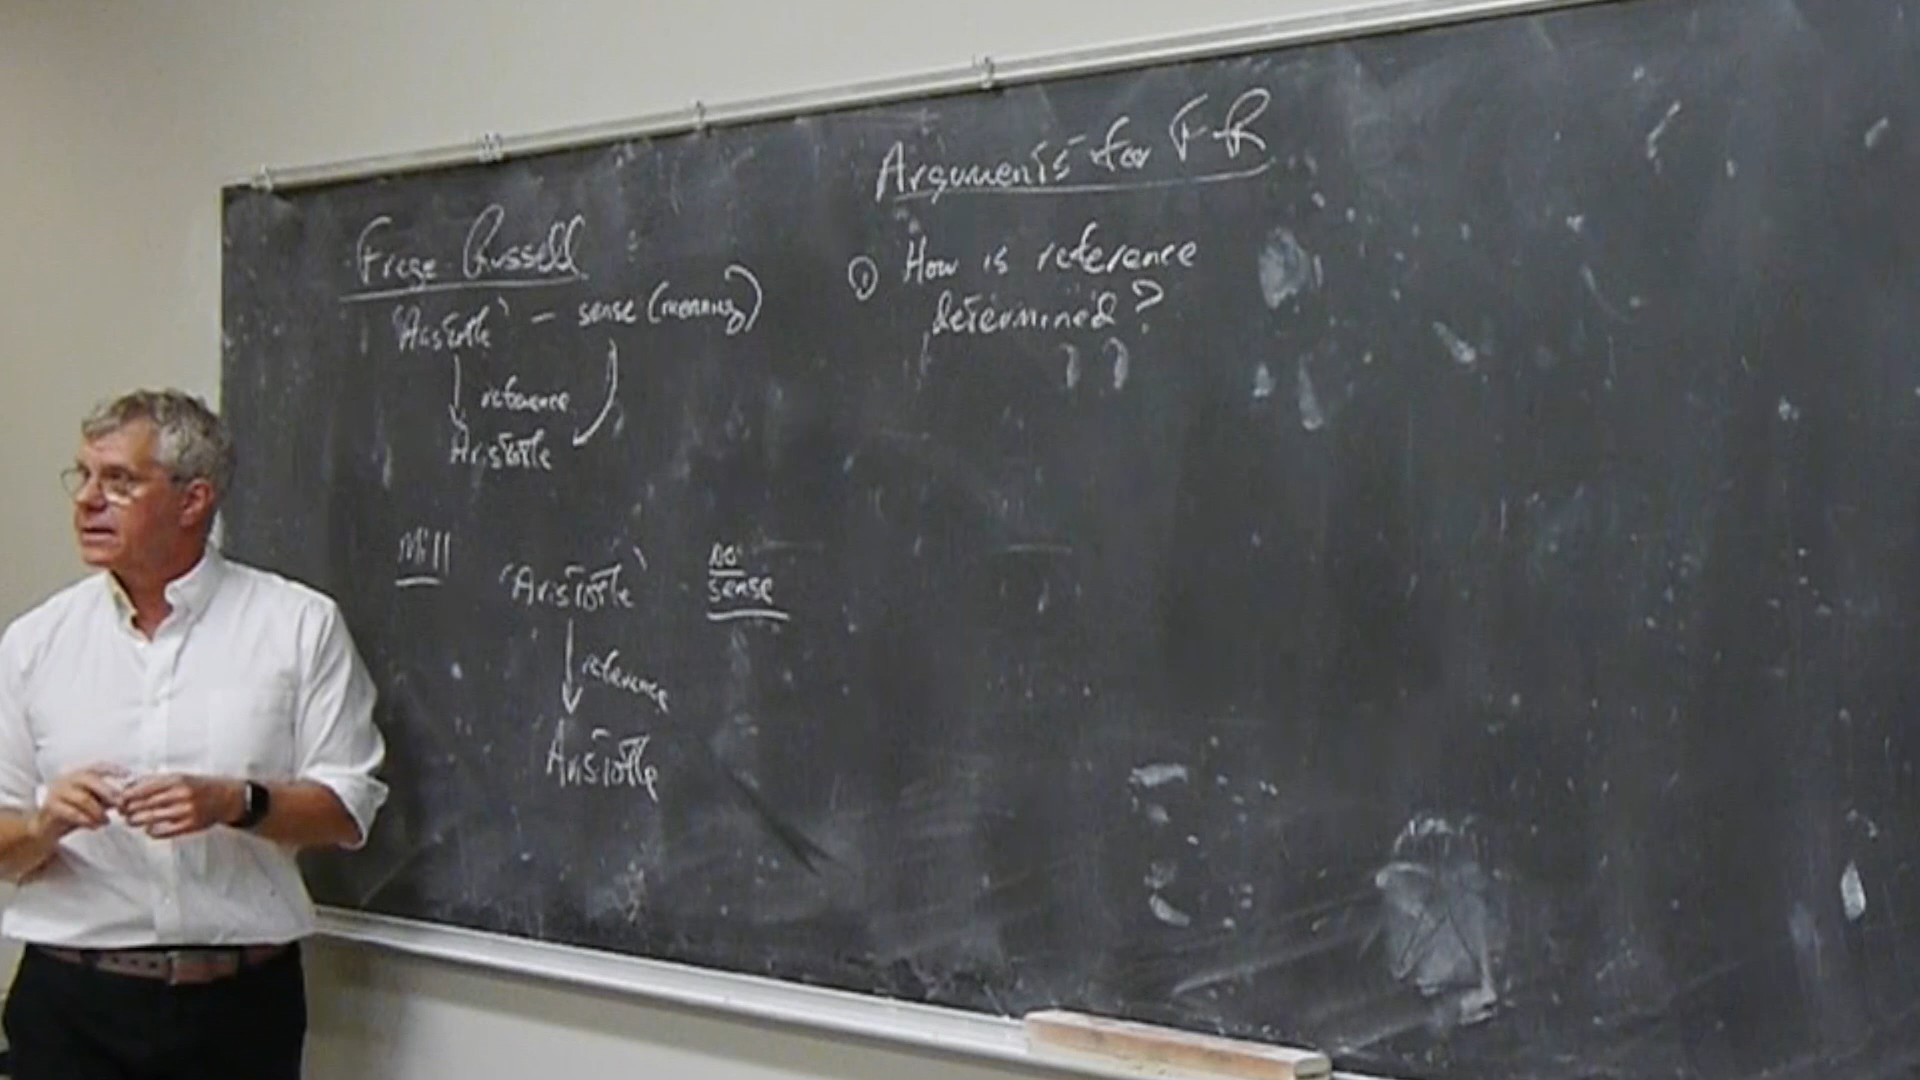 Frege-Russell
"Aristotle" — sense (meaning)
reference
Aristotle
Mill
"Aristotle"
no
sense
reference
Aristotle
Arguments for F-R
① How is reference
determined?